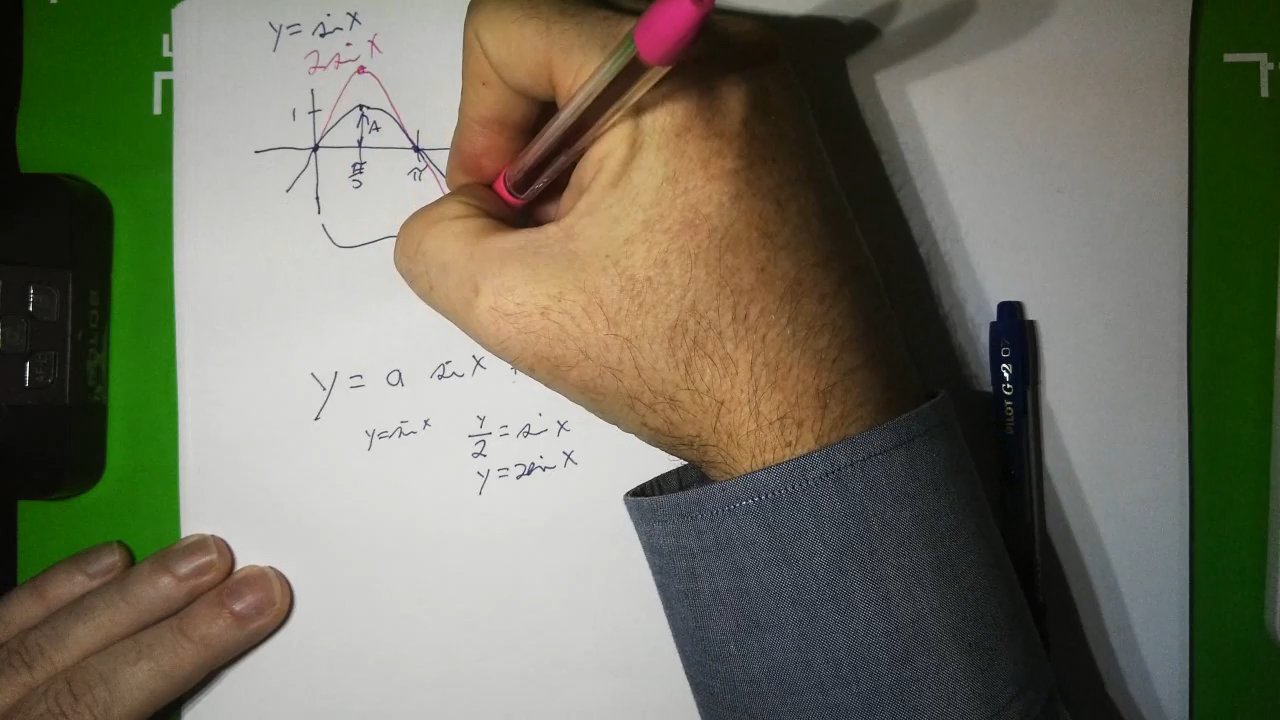 y = sin x
2 sin x
1
A
π/2
π
y = a sin x
y = sin x
y/2 = sin x
y = 2 sin x
PILOT G-2 07